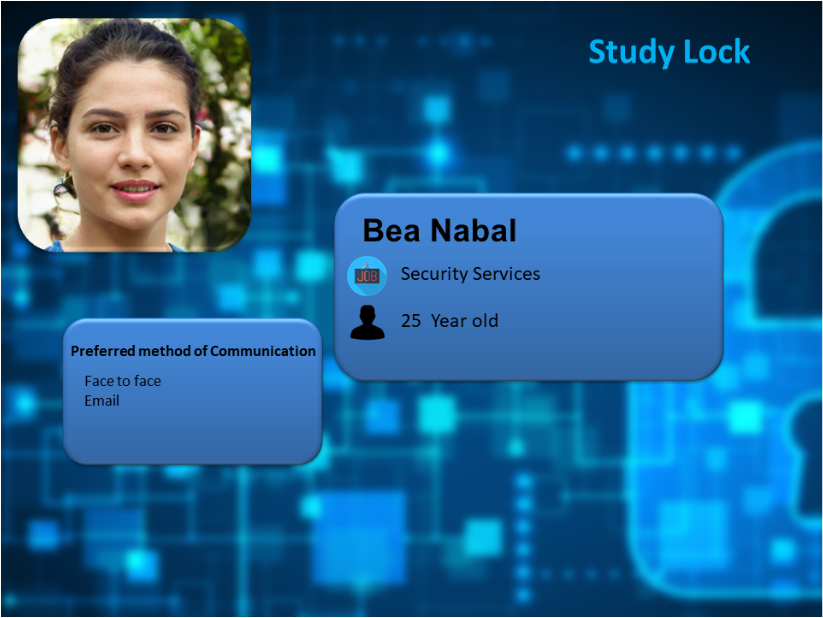 Study Lock
Bea Nabal
JOB
Security Services
25 Year old
Preferred method of Communication
Face to face
Email